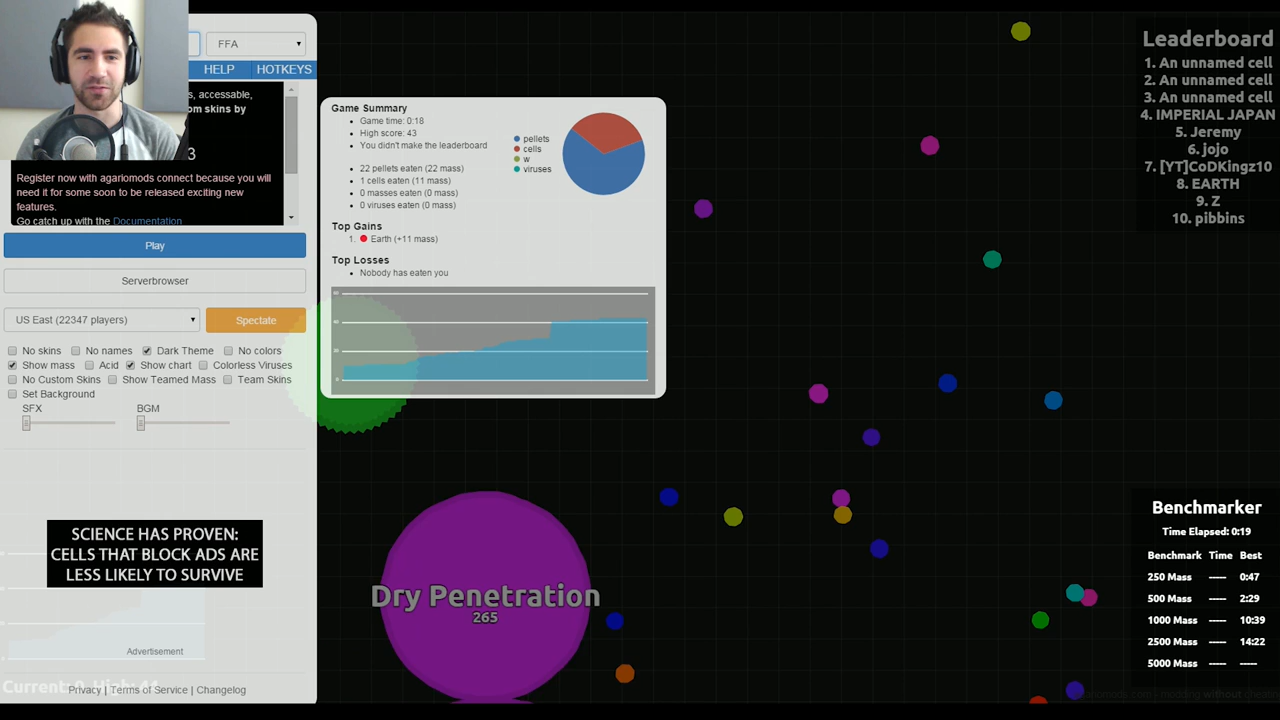 FFA
HELP
HOTKEYS
s, accessable,
om skins by
3
Register now with agariomods connect because you will
need it for some soon to be released exciting new
features.
Go catch up with the Documentation
Play
Serverbrowser
US East (22347 players)
Spectate
No skins No names Dark Theme No colors
Show mass Acid Show chart Colorless Viruses
No Custom Skins Show Teamed Mass Team Skins
Set Background
SFX BGM
SCIENCE HAS PROVEN:
CELLS THAT BLOCK ADS ARE
LESS LIKELY TO SURVIVE
Advertisement
Privacy | Terms of Service | Changelog
Game Summary
Game time: 0:18
High score: 43
You didn't make the leaderboard
22 pellets eaten (22 mass)
1 cells eaten (11 mass)
0 masses eaten (0 mass)
0 viruses eaten (0 mass)
pellets
cells
w
viruses
Top Gains
1. Earth (+11 mass)
Top Losses
Nobody has eaten you
Dry Penetration
265
Leaderboard
1. An unnamed cell
2. An unnamed cell
3. An unnamed cell
4. IMPERIAL JAPAN
5. Jeremy
6. jojo
7. [YT]CoDKingz10
8. EARTH
9. Z
10. pibbins
Benchmarker
Time Elapsed: 0:19
Benchmark Time Best
250 Mass ----- 0:47
500 Mass ----- 2:29
1000 Mass ----- 10:39
2500 Mass ----- 14:22
5000 Mass ----- -----